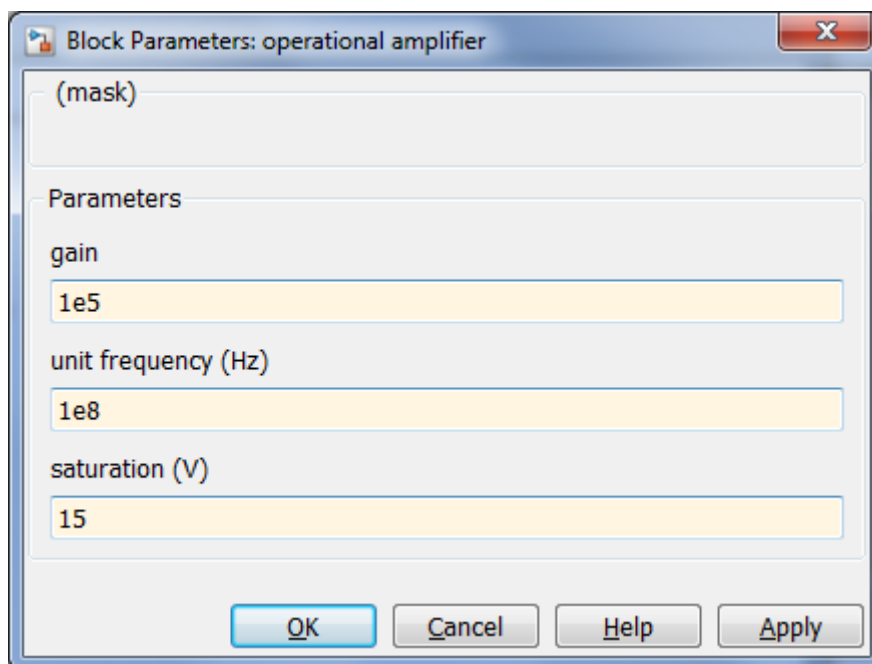 Block Parameters: operational amplifier
(mask)
Parameters
gain
1e5
unit frequency (Hz)
1e8
saturation (V)
15
OK Cancel Help Apply